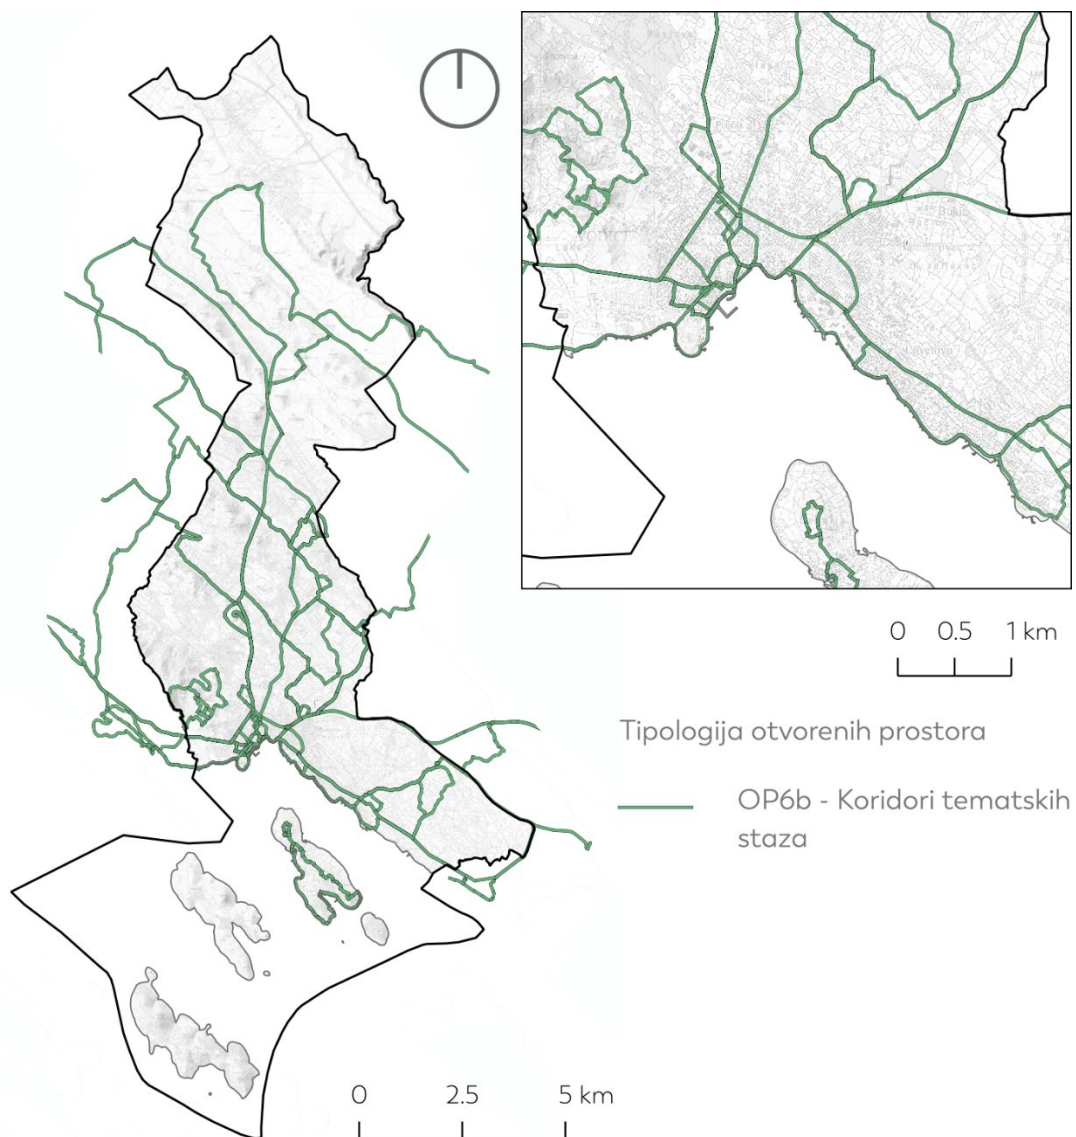 0 0.5 1 km
Tipologija otvorenih prostora
OP6b - Koridori tematskih
staza
0 2.5 5 km